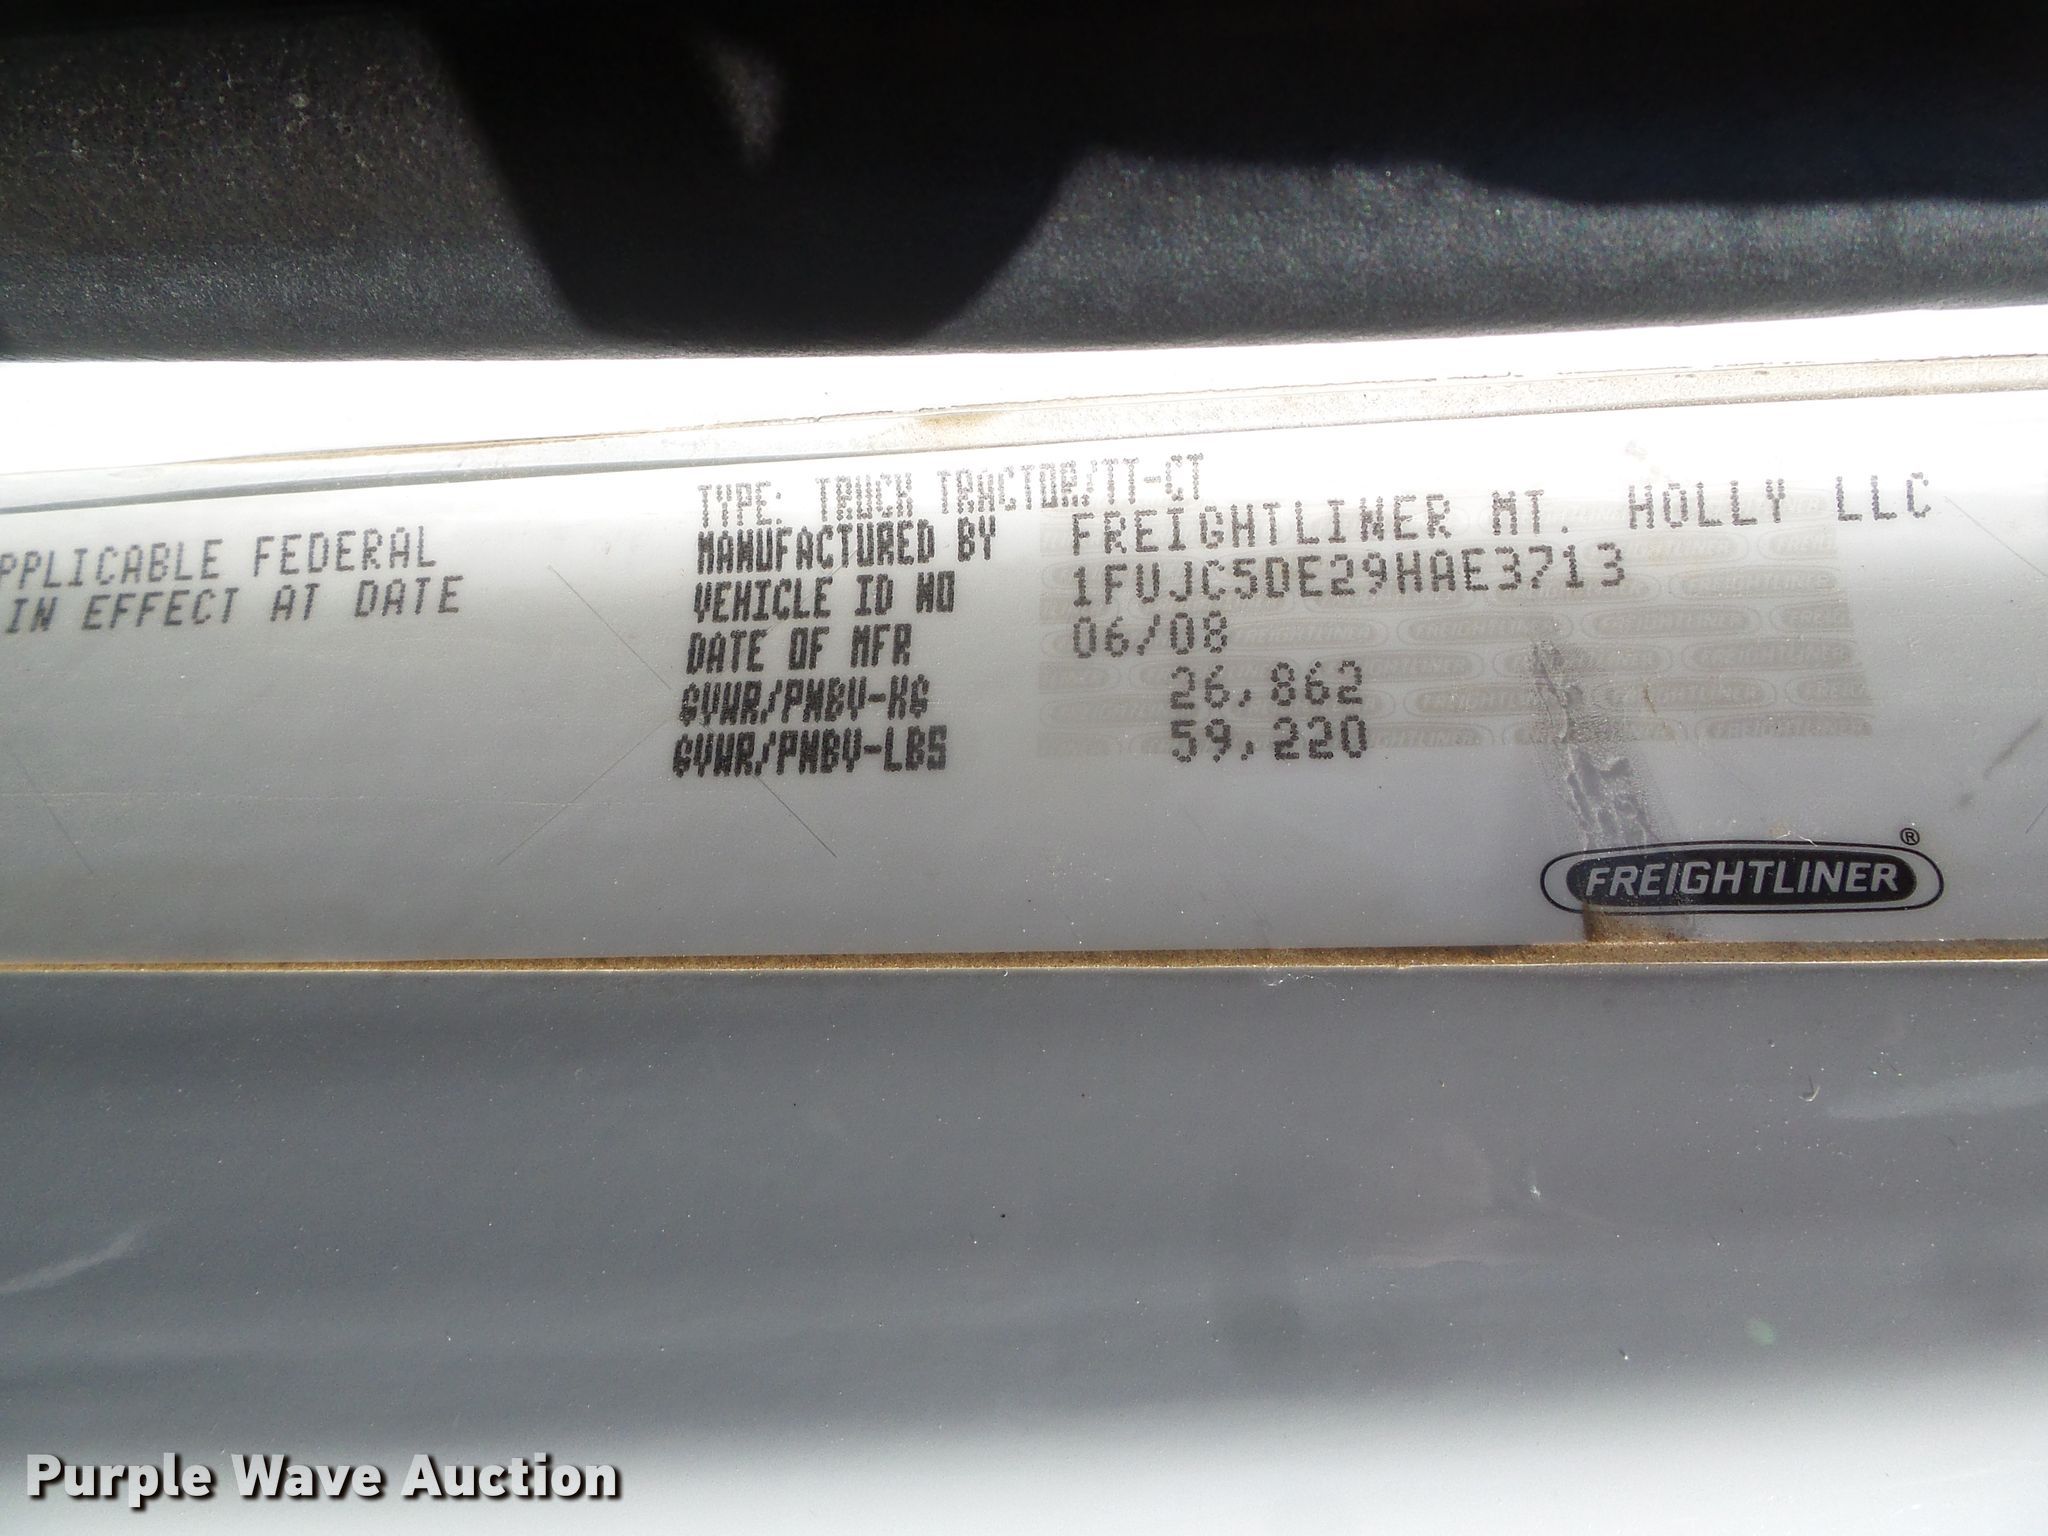 PPLICABLE FEDERAL
IN EFFECT AT DATE
TYPE: TRUCK TRACTOR/TT-CT
MANUFACTURED BY FREIGHTLINER MT. HOLLY LLC
VEHICLE ID NO 1FUJC5DE29HAE3713
DATE OF MFR 06/08
GVWR/PNBV-KG 26,862
GVWR/PNBV-LBS 59,220
FREIGHTLINER®
Purple Wave Auction